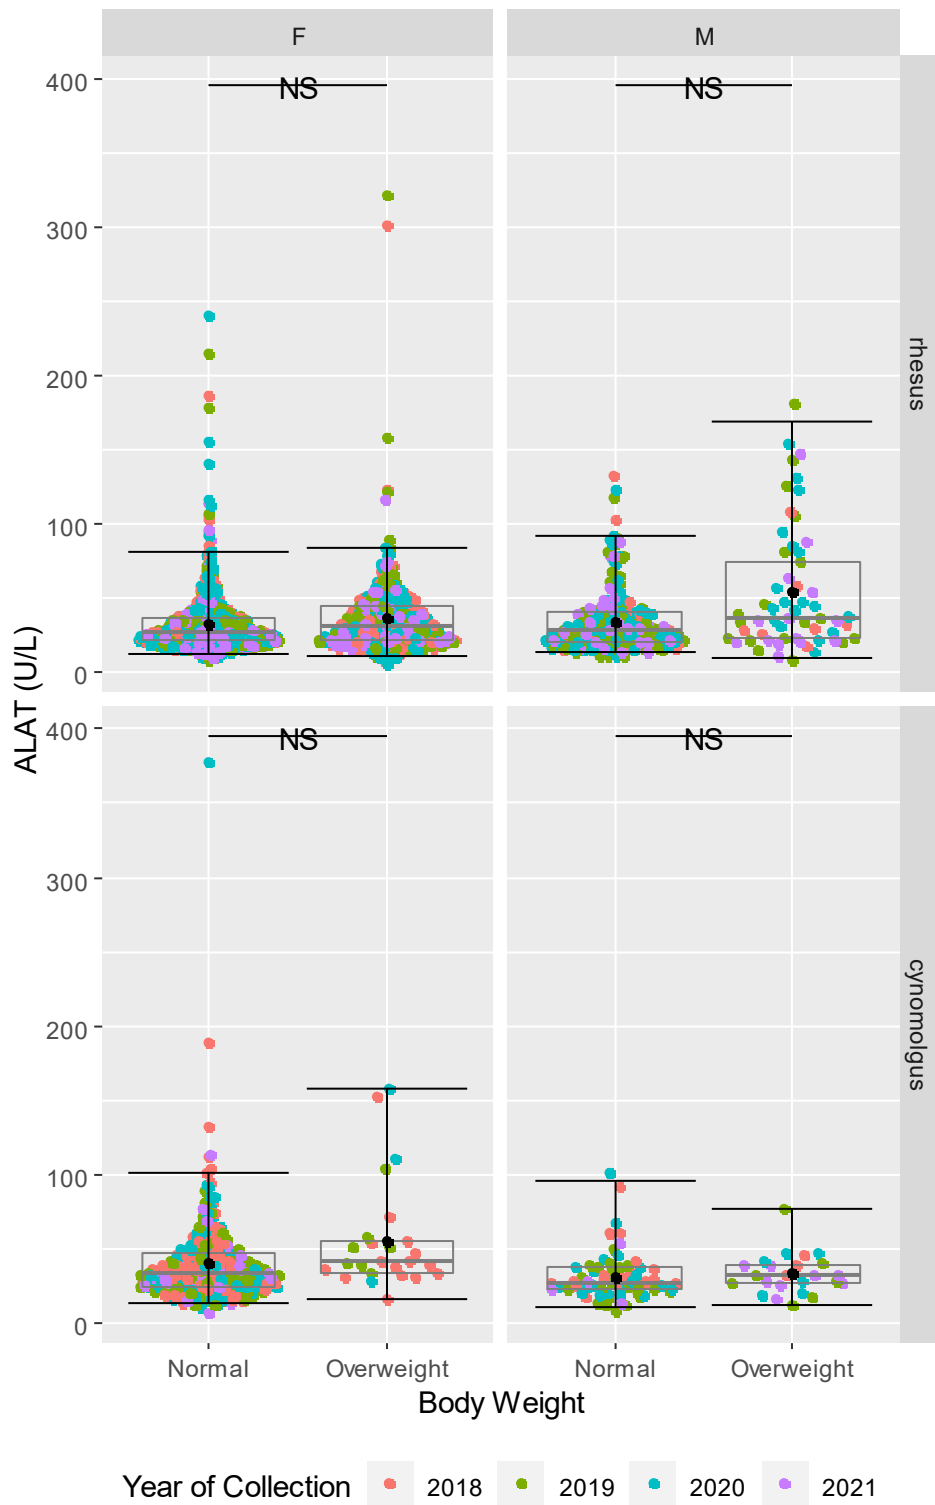 F
M
400
NS
NS
300
200
100
0
rhesus
ALAT (U/L)
400
NS
NS
300
200
100
0
cynomolgus
Normal
Overweight
Normal
Overweight
Body Weight
Year of Collection 2018 2019 2020 2021